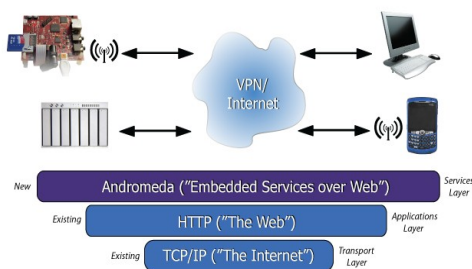 VPN/
Internet
New
Andromeda ("Embedded Services over Web")
Services
Layer
Existing
HTTP ("The Web")
Applications
Layer
Existing
TCP/IP ("The Internet")
Transport
Layer